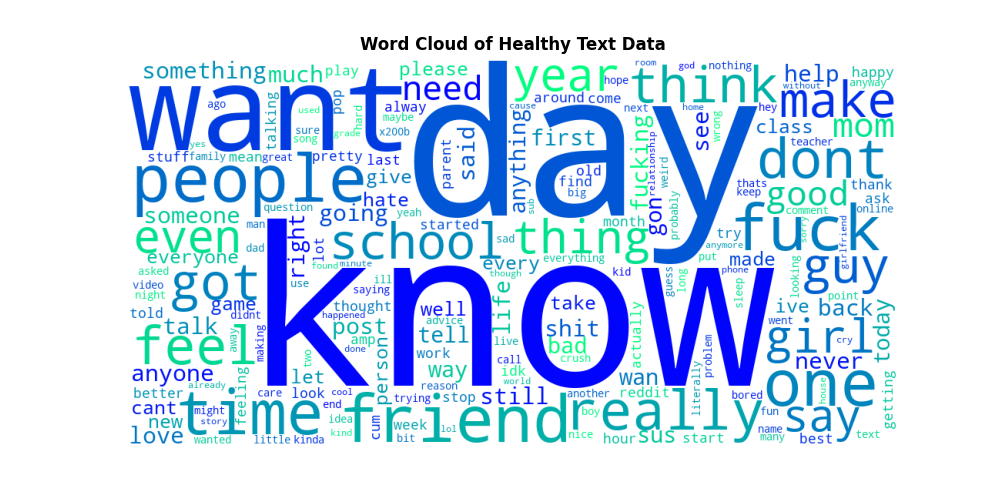 Word Cloud of Healthy Text Data
something much play please year think room god nothing help happy
want day need hope around come next without anyway
ago used pop hard alway cause home hey make mom
yes talking sure song grade maybe x200b first see wrong class teacher
stuff family mean great pretty last parent said anything fucking relationship dont
people give old find big weird thats keep thank ask
someone question hate going yeah sub gon month probably good comment online
even man started sad thing try fuck sorry girlfriend
everyone dad right lot school every everything anymore put made guy
asked found minute though kid guess long phone looking
video night got use ill saying life take sleep point
told game didnt thought happened well know ive back
talk post advice tell shit went girl today
feel away making amp done work live bad actually problem cry never
anyone two person way call idk crush wan literally
better already feeling care let look cool reason world another reddit bored one house
cant might time end trying stop still boy really fun say getting
new story idea cum week friend lol nice sus name
love wanted little kinda kind bit hour start many best text